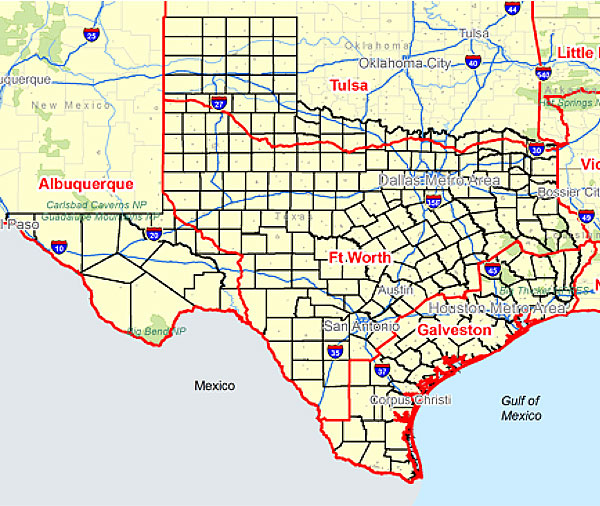 44
25
Tulsa
Oklahoma
Oklahoma City
40
Little
540
uquerque
Tulsa
New Mexico
27
Hot Springs N
30
Albuquerque
Dallas Metro Area
Vic
Bossier City
Carlsbad Caverns NP
Guadalupe Mountains NP
Texas
49
l Paso
20
10
Ft Worth
45
Austin
Big Thicket
Houston Metro Area
San Antonio
Galveston
Big Bend NP
35
37
Mexico
Corpus Christi
Gulf of
Mexico